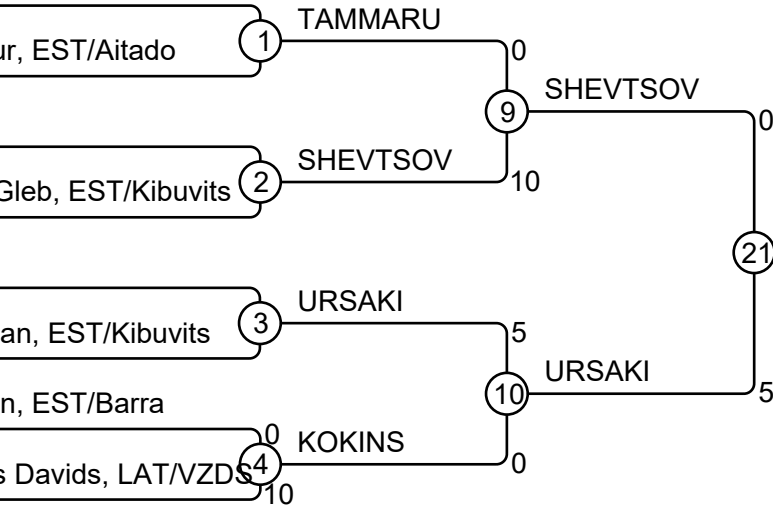 TAMMARU
1
0
ur, EST/Aitado
SHEVTSOV
9
0
SHEVTSOV
2
10
Gleb, EST/Kibuvits
21
URSAKI
3
5
an, EST/Kibuvits
URSAKI
10
5
n, EST/Barra
0
KOKINS
4
0
s Davids, LAT/VZDS
10